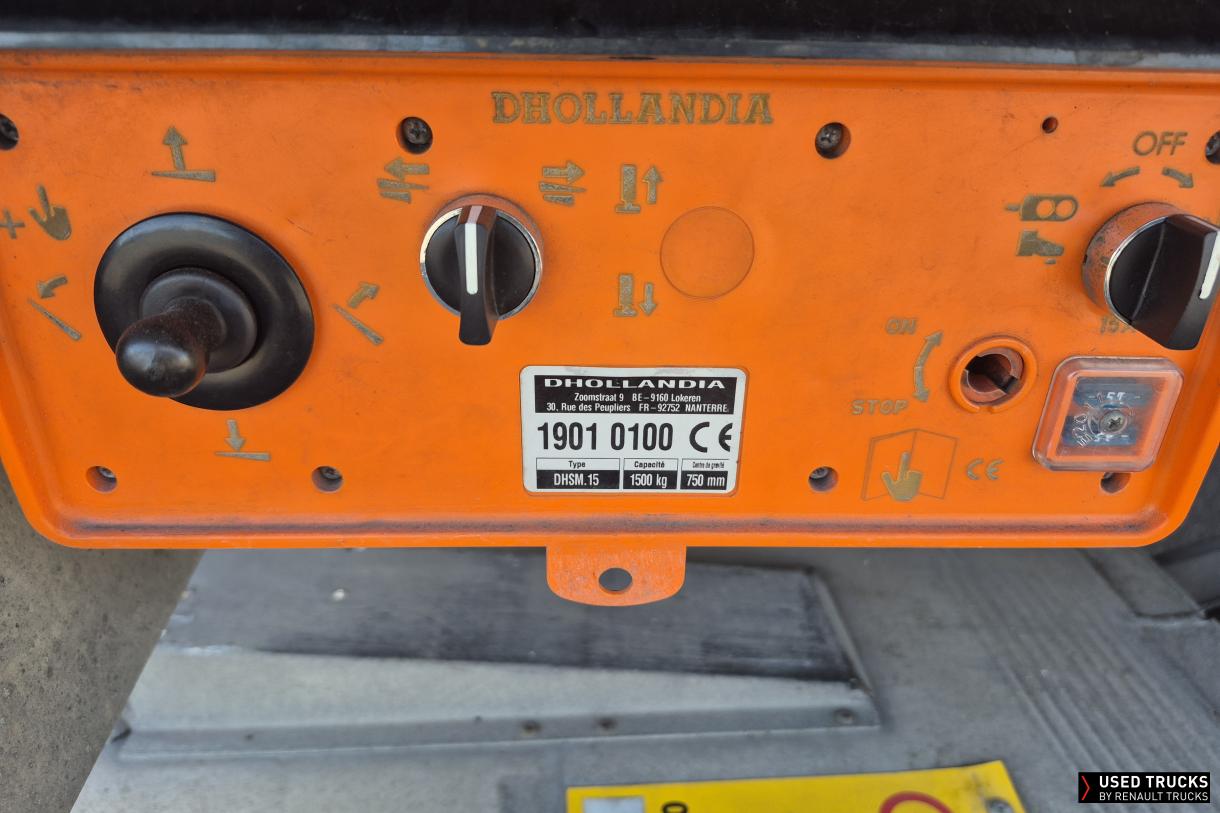 DHOLLANDIA
OFF
ON
STOP
DHOLLANDIA
Zoomstraat 9 BE-9160 Lokeren
30, Rue des Peupliers FR-92752 NANTERRE
1901 0100 CE
Type Capacité Centre de gravité
DHSM.15 1500 kg 750 mm
CE
USED TRUCKS
BY RENAULT TRUCKS